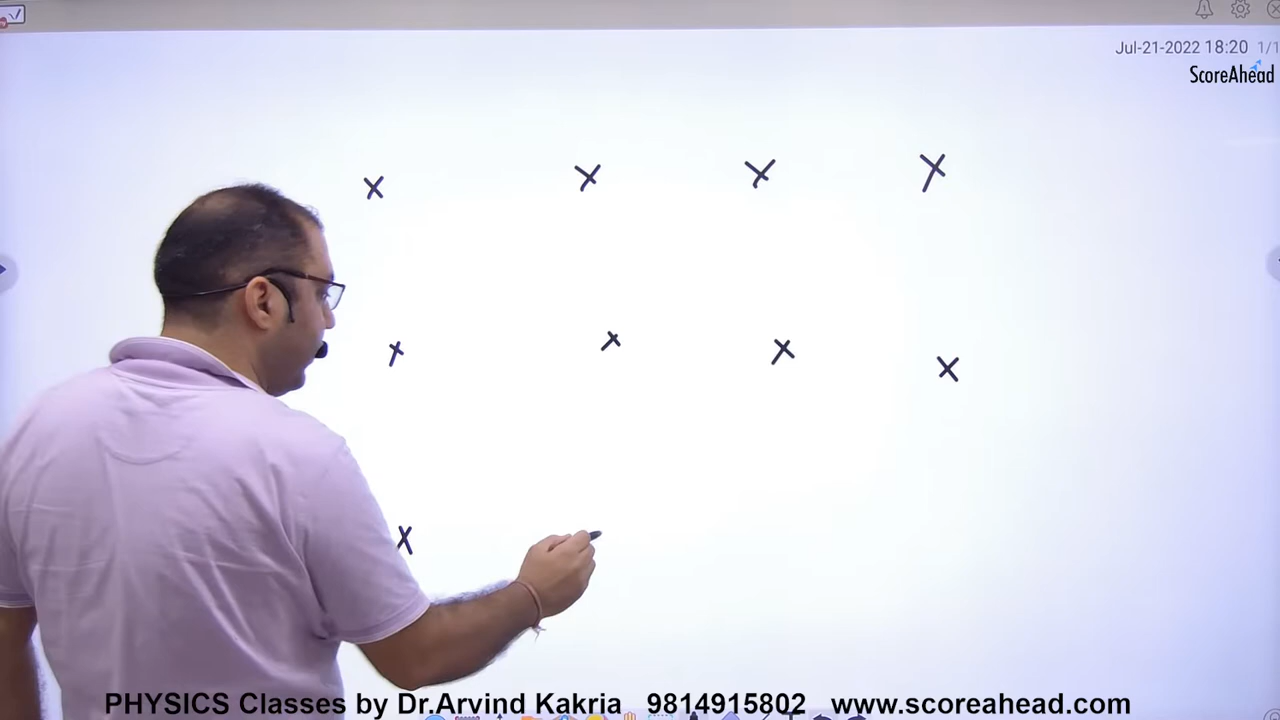 Jul-21-2022 18:20 1/1
ScoreAhead
x x x x
x x x x
x
PHYSICS Classes by Dr.Arvind Kakria 9814915802 www.scoreahead.com